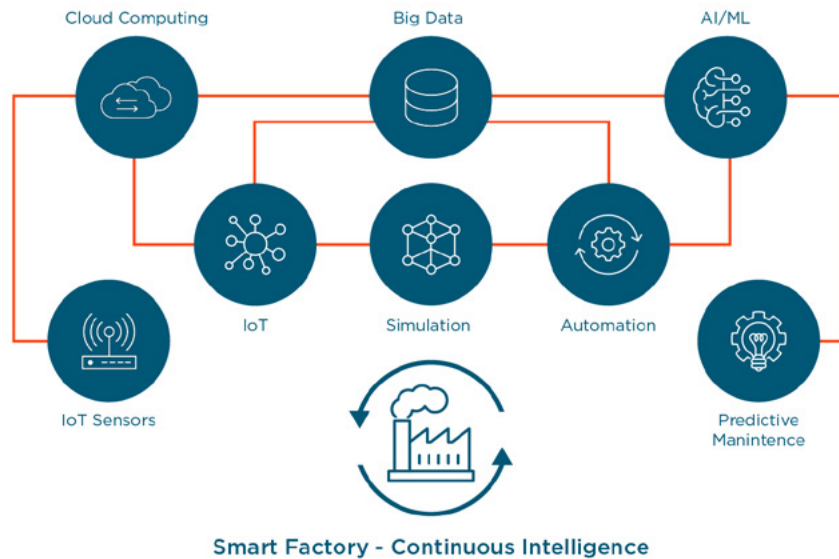 Cloud Computing
Big Data
AI/ML
IoT
Simulation
Automation
IoT Sensors
Predictive
Manintence
Smart Factory - Continuous Intelligence